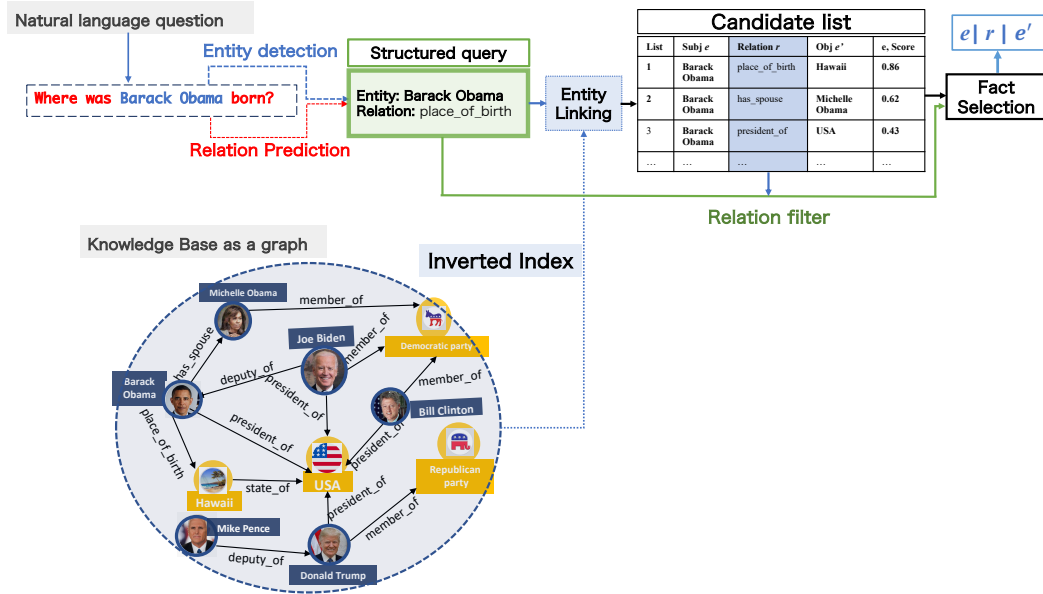 Natural language question
Entity detection
Where was Barack Obama born?
Relation Prediction
Structured query
Entity: Barack Obama
Relation: place_of_birth
Entity
Linking
Candidate list
List Subj e Relation r Obj e' e, Score
1 Barack Obama place_of_birth Hawaii 0.86
2 Barack Obama has_spouse Michelle Obama 0.62
3 Barack Obama president_of USA 0.43
... ... ... ... ...
e| r | e′
Fact
Selection
Relation filter
Knowledge Base as a graph
Inverted Index
Michelle Obama
member_of
Joe Biden
member_of
Democratic party
has_spouse
deputy_of
president_of
member_of
Barack
Obama
Bill Clinton
place_of_birth
president_of
president_of
Republican
party
Hawaii
state_of
USA
president_of
member_of
Mike Pence
deputy_of
Donald Trump